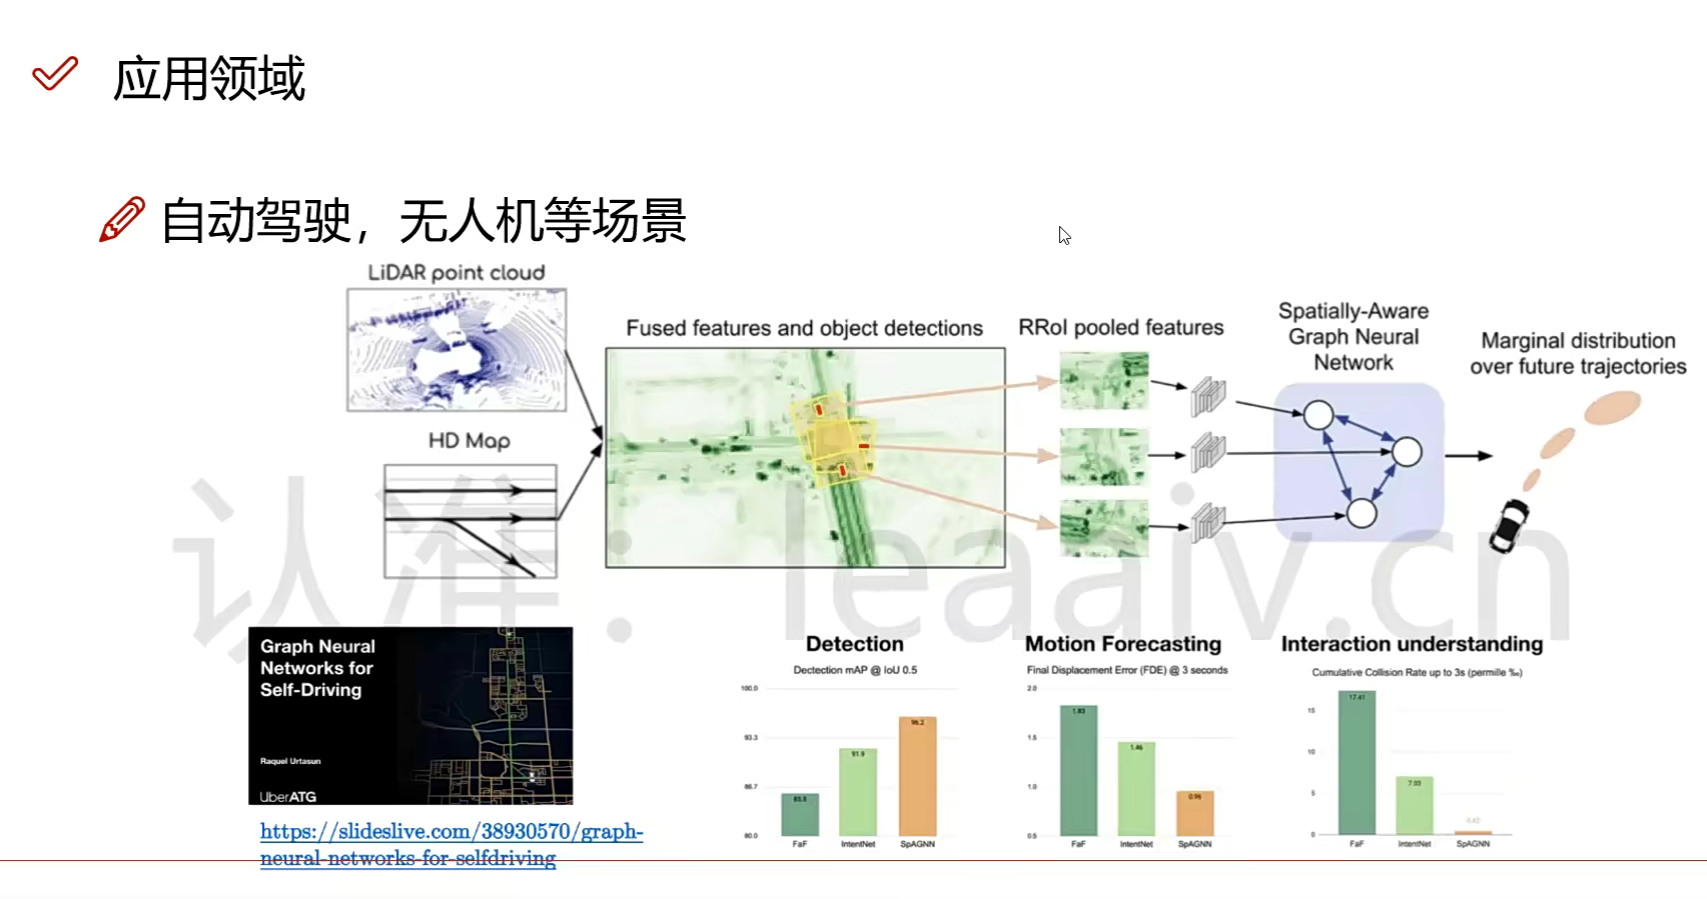 应用领域
自动驾驶，无人机等场景
LiDAR point cloud
HD Map
Fused features and object detections
RRoI pooled features
Spatially-Aware
Graph Neural
Network
Marginal distribution
over future trajectories
认准：leaaiv.cn
Graph Neural
Networks for
Self-Driving
Raquel Urtasun
UberATG
https://slideslive.com/38930570/graph-
neural-networks-for-selfdriving
Detection
Dectection mAP @ IoU 0.5
100.0
93.3
86.7
80.0
91.9
96.2
FaF IntentNet SpAGNN
Motion Forecasting
Final Displacement Error (FDE) @ 3 seconds
2.0
1.5
1.0
0.5
1.83
1.46
0.96
FaF IntentNet SpAGNN
Interaction understanding
Cumulative Collision Rate up to 3s (permille ‰)
15
10
5
0
17.41
7.03
0.42
FaF IntentNet SpAGNN